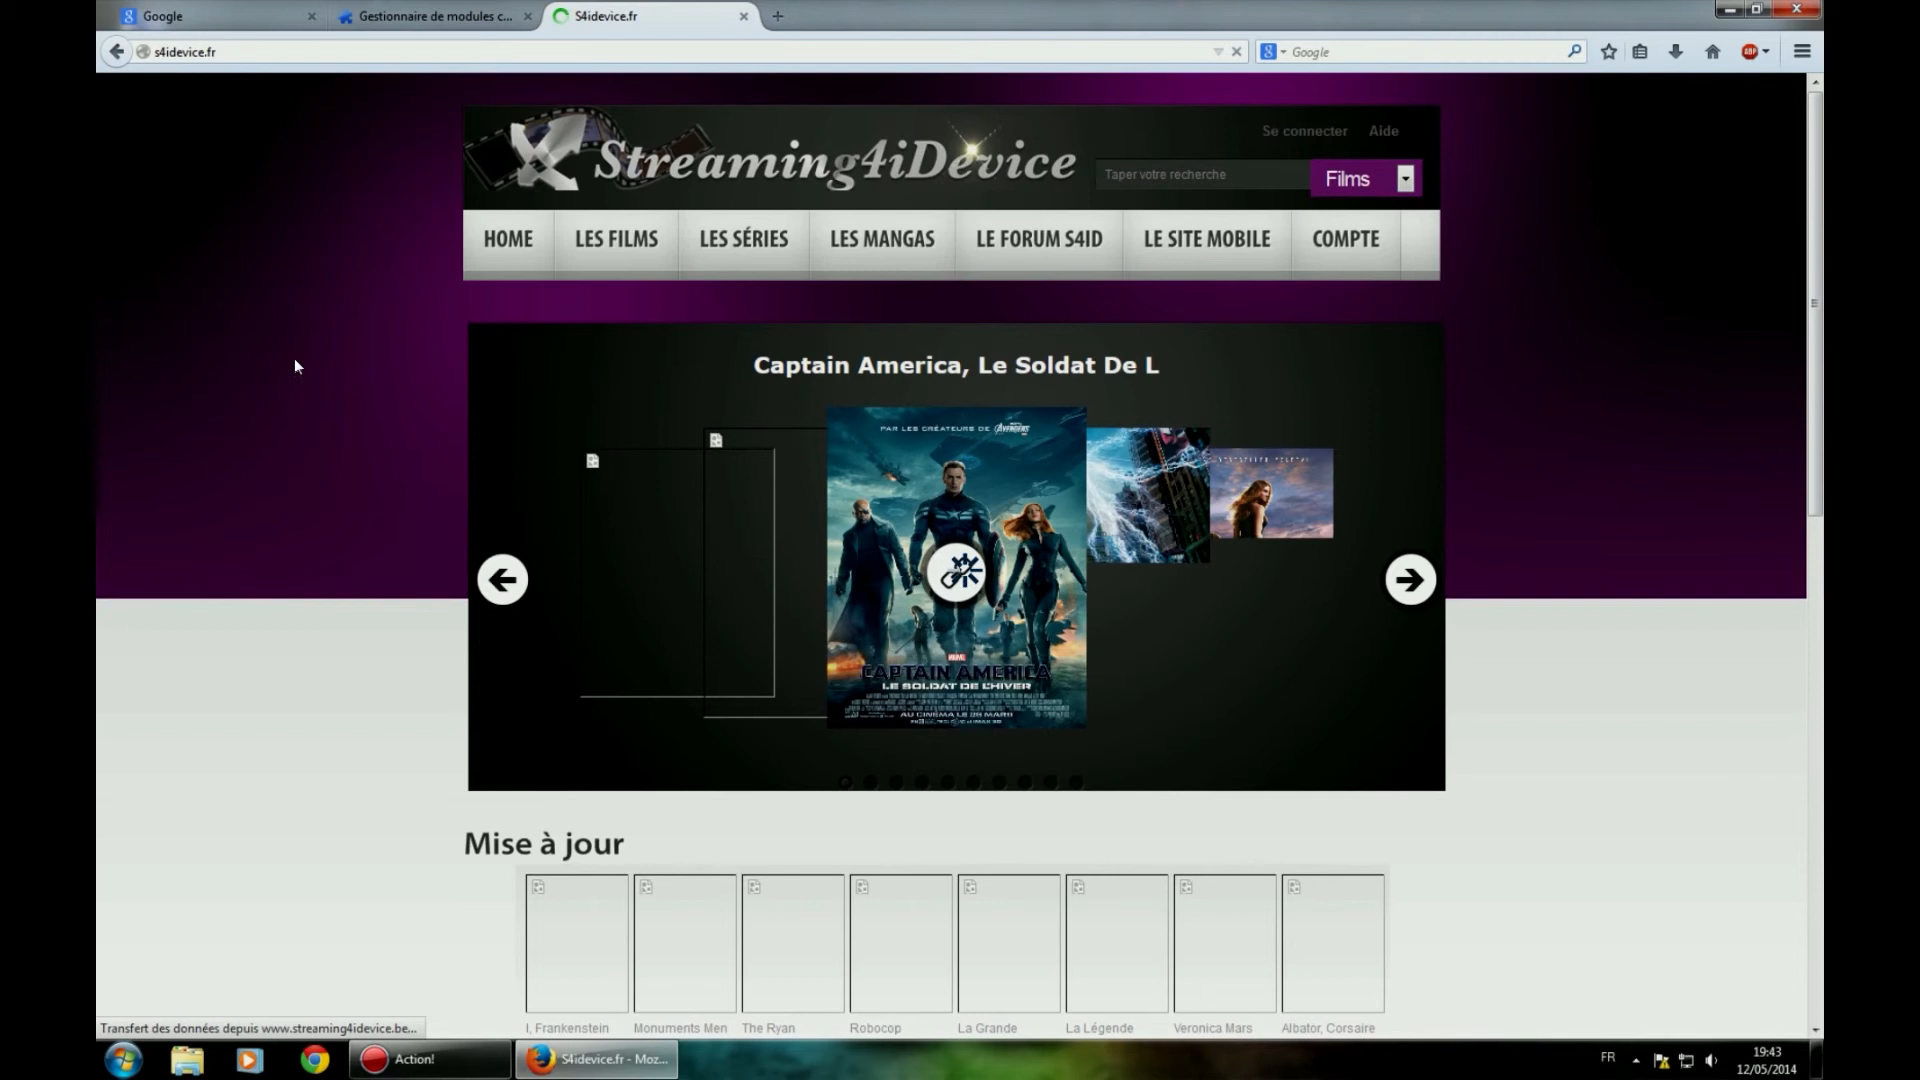 Google
Gestionnaire de modules c...
S4idevice.fr
s4idevice.fr
Google
ABP
Streaming4iDevice
Se connecter
Aide
Taper votre recherche
Films
HOME
LES FILMS
LES SÉRIES
LES MANGAS
LE FORUM S4ID
LE SITE MOBILE
COMPTE
Captain America, Le Soldat De L
PAR LES CRÉATEURS DE AVENGERS
MARVEL
CAPTAIN AMERICA
LE SOLDAT DE L'HIVER
AU CINÉMA LE 26 MARS
Mise à jour
I, Frankenstein
Monuments Men
The Ryan
Robocop
La Grande
La Légende
Veronica Mars
Albator, Corsaire
Transfert des données depuis www.streaming4idevice.be...
Action!
S4idevice.fr - Moz...
FR
19:43
12/05/2014